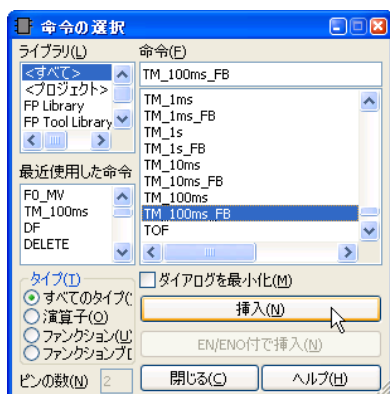 命令の選択
ライブラリ(L)
<すべて>
<プロジェクト>
FP Library
FP Tool Library
最近使用した命令
F0_MV
TM_100ms
DF
DELETE
タイプ(T)
すべてのタイプ(
演算子(O)
ファンクション(U)
ファンクションブ[
ピンの数(N) 2
命令(F)
TM_100ms_FB
TM_1ms
TM_1ms_FB
TM_1s
TM_1s_FB
TM_10ms
TM_10ms_FB
TM_100ms
TM_100ms_FB
TOF
ダイアログを最小化(M)
挿入(N)
EN/ENO付で挿入(N)
閉じる(C)
ヘルプ(H)